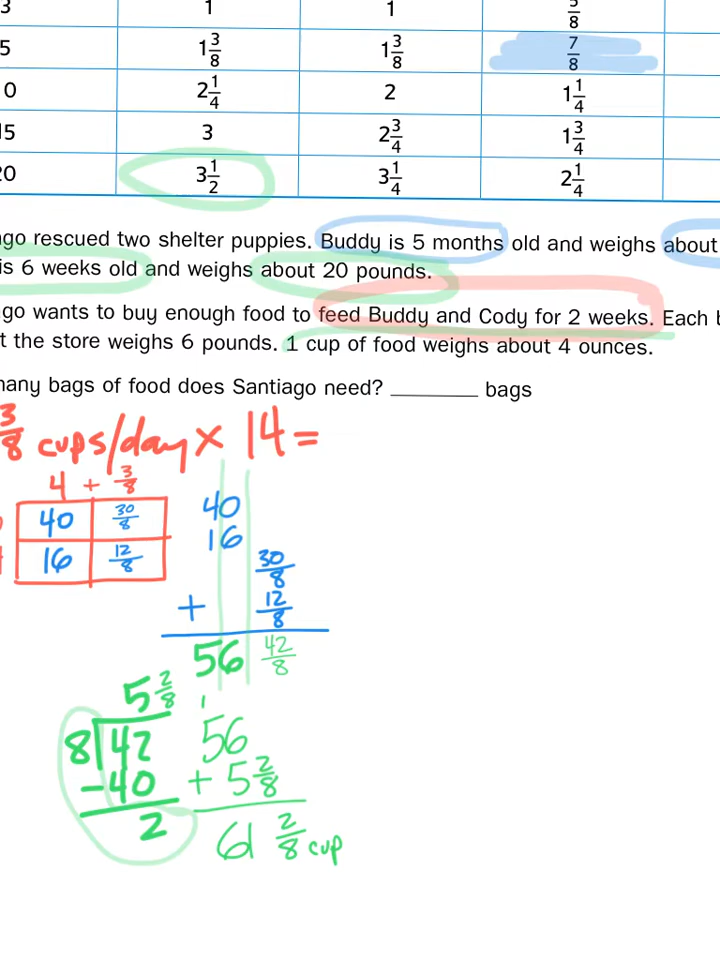 3 1 1 5/8
5 1 3/8 1 3/8 7/8
0 2 1/4 2 1 1/4
15 3 2 3/4 1 3/4
20 3 1/2 3 1/4 2 1/4
ago rescued two shelter puppies. Buddy is 5 months old and weighs about
is 6 weeks old and weighs about 20 pounds.
go wants to buy enough food to feed Buddy and Cody for 2 weeks. Each b
t the store weighs 6 pounds. 1 cup of food weighs about 4 ounces.
many bags of food does Santiago need? ________ bags
3/8 cups/day × 14 =
4 + 3/8
40 30/8
16 12/8
40
16
30/8
+ 12/8
56 42/8
5 2/8
8 42
-40
2
1
56
+ 5 2/8
61 2/8 cup